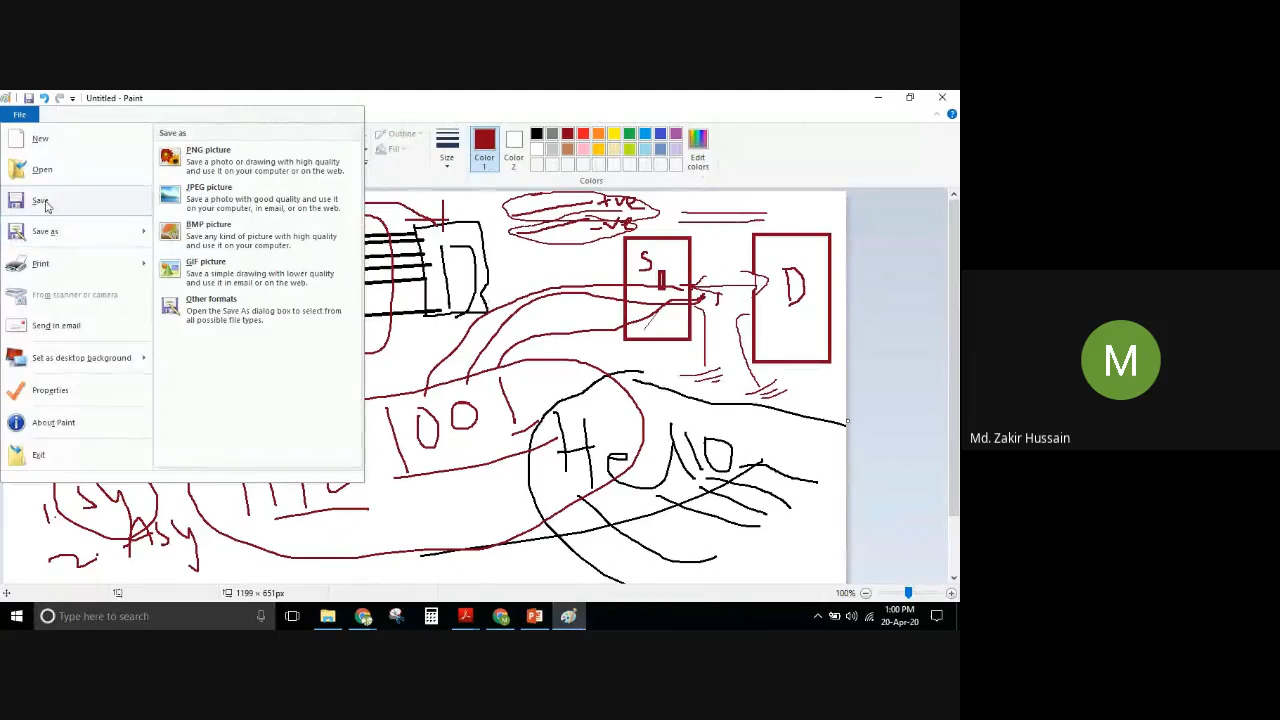 Untitled - Paint
File
New
Open
Save
Save as
Print
From scanner or camera
Send in email
Set as desktop background
Properties
About Paint
Exit
Save as
PNG picture
Save a photo or drawing with high quality
and use it on your computer or on the web.
JPEG picture
Save a photo with good quality and use it
on your computer, in email, or on the web.
BMP picture
Save any kind of picture with high quality
and use it on your computer.
GIF picture
Save a simple drawing with lower quality
and use it in email or on the web.
Other formats
Open the Save As dialog box to select from
all possible file types.
Outline
Fill
Size
Color
1
Color
2
Edit
colors
Colors
+ve
-ve
D
S
D
1001
Asy
1199 × 651px
100%
Type here to search
1:00 PM
20-Apr-20
M
Md. Zakir Hussain